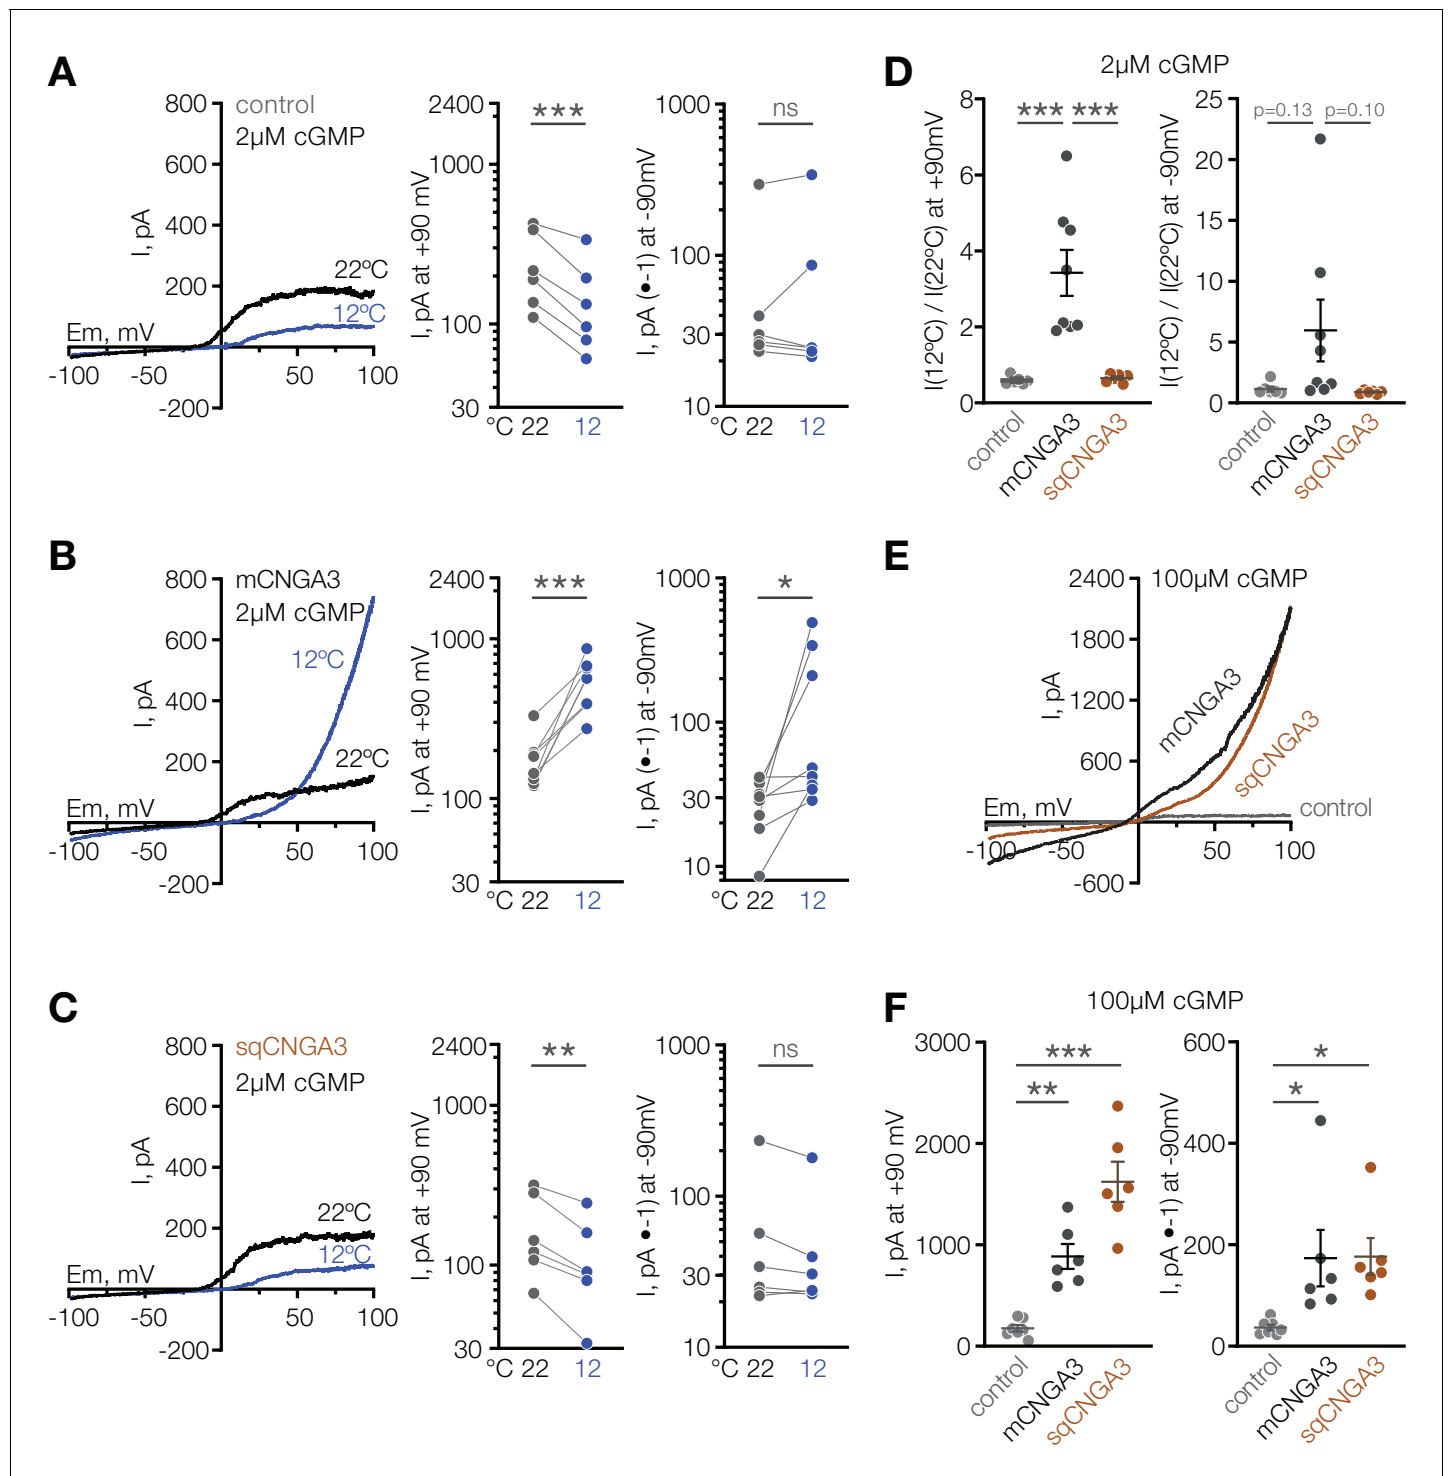 A
control
2µM cGMP
800
600
400
200
-200
I, pA
22ºC
12ºC
Em, mV
-100
-50
50
100
I, pA at +90 mV
2400
1000
100
30
***
ºC 22
12
I, pA (●-1) at -90mV
1000
100
30
10
ns
ºC 22
12
B
mCNGA3
2µM cGMP
800
600
400
200
-200
I, pA
12ºC
22ºC
Em, mV
-100
-50
50
100
I, pA at +90 mV
2400
1000
100
30
***
ºC 22
12
I, pA (●-1) at -90mV
1000
100
30
10
*
ºC 22
12
C
sqCNGA3
2µM cGMP
800
600
400
200
-200
I, pA
22ºC
12ºC
Em, mV
-100
-50
50
100
I, pA at +90 mV
2400
1000
100
30
**
ºC 22
12
I, pA ●-1) at -90mV
1000
100
30
10
ns
ºC 22
12
D
2µM cGMP
I(12ºC) / I(22ºC) at +90mV
8
6
4
2
0
*** ***
control
mCNGA3
sqCNGA3
I(12ºC) / I(22ºC) at -90mV
25
20
15
10
5
0
p=0.13 p=0.10
control
mCNGA3
sqCNGA3
E
100µM cGMP
2400
1800
1200
600
-600
I, pA
mCNGA3
sqCNGA3
control
Em, mV
-100
-50
50
100
F
100µM cGMP
I, pA at +90 mV
3000
2000
1000
0
***
**
control
mCNGA3
sqCNGA3
I, pA ●-1) at -90mV
600
400
200
0
*
*
control
mCNGA3
sqCNGA3